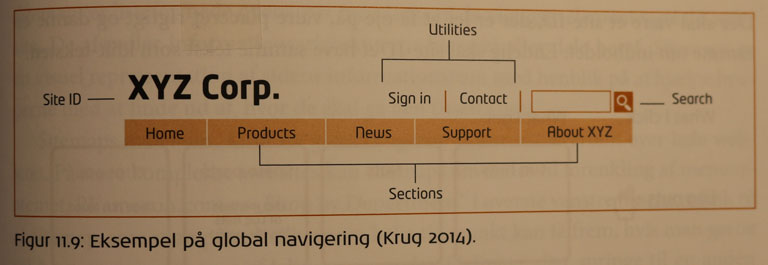 Utilities
XYZ Corp.
Site ID
Sign in | Contact |
Search
Home Products News Support About XYZ
Sections
Figur 11.9: Eksempel på global navigering (Krug 2014).